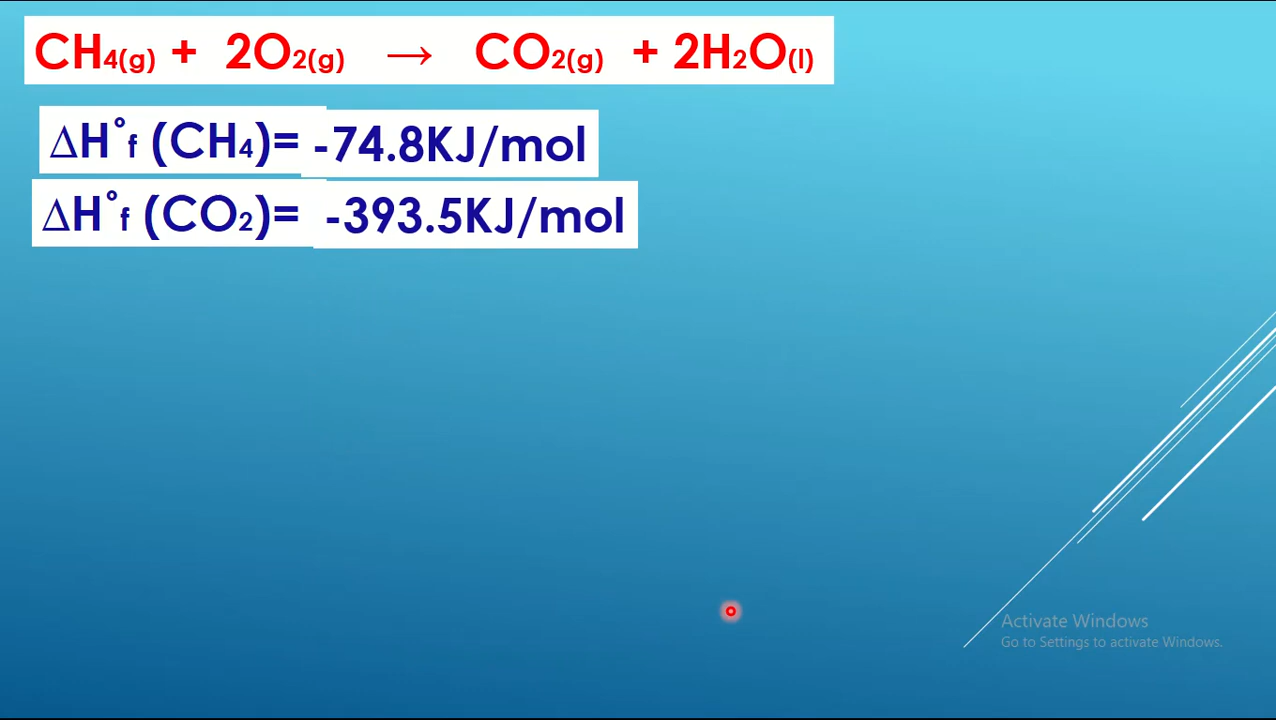 CH₄(g) + 2O₂(g) → CO₂(g) + 2H₂O(l)
ΔH°f (CH₄)= -74.8KJ/mol
ΔH°f (CO₂)= -393.5KJ/mol
Activate Windows
Go to Settings to activate Windows.